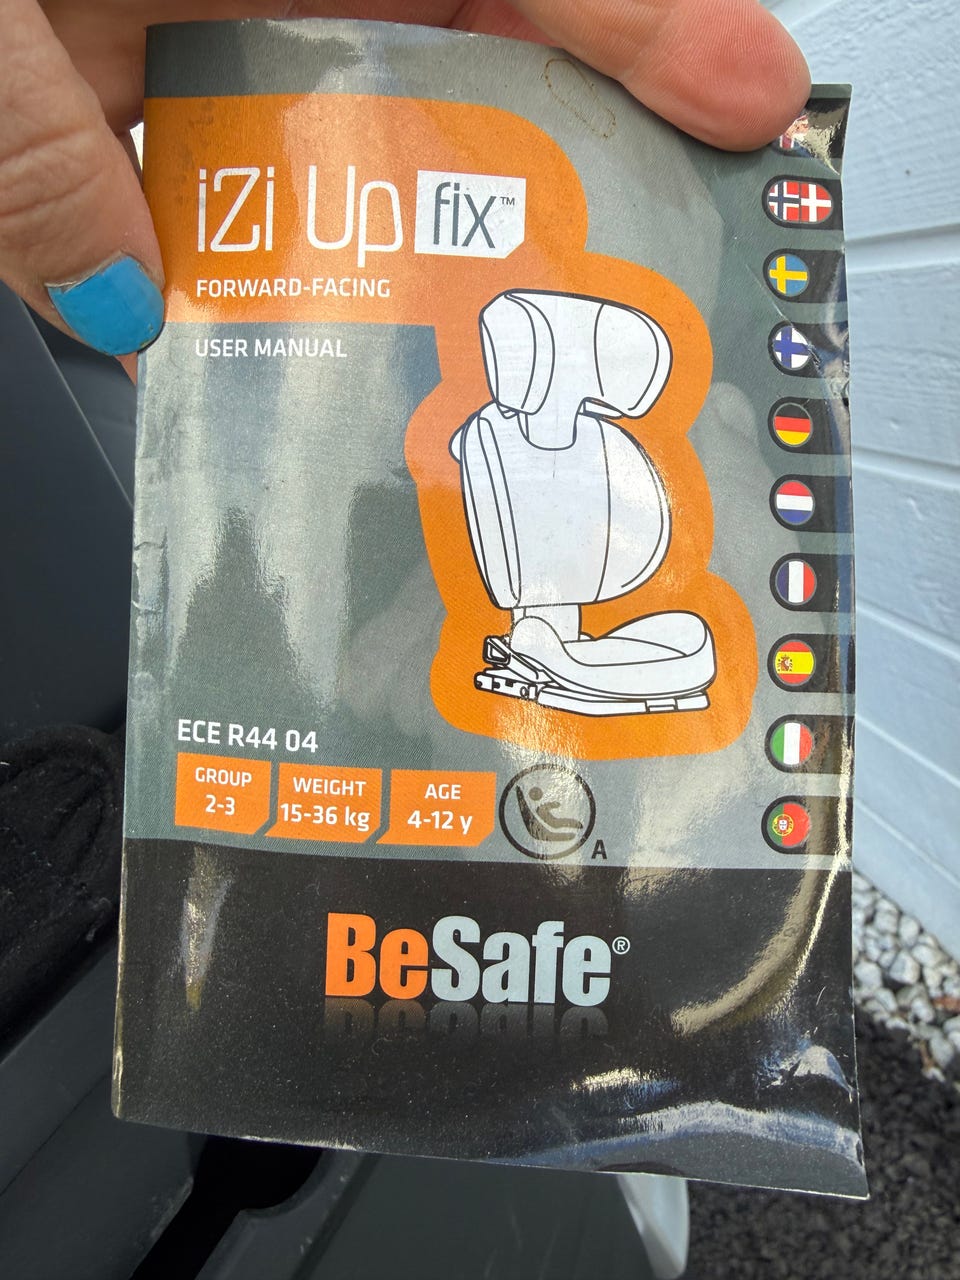 iZi Up fix™
FORWARD-FACING
USER MANUAL
ECE R44 04
GROUP
2-3
WEIGHT
15-36 kg
AGE
4-12 y
A
BeSafe®